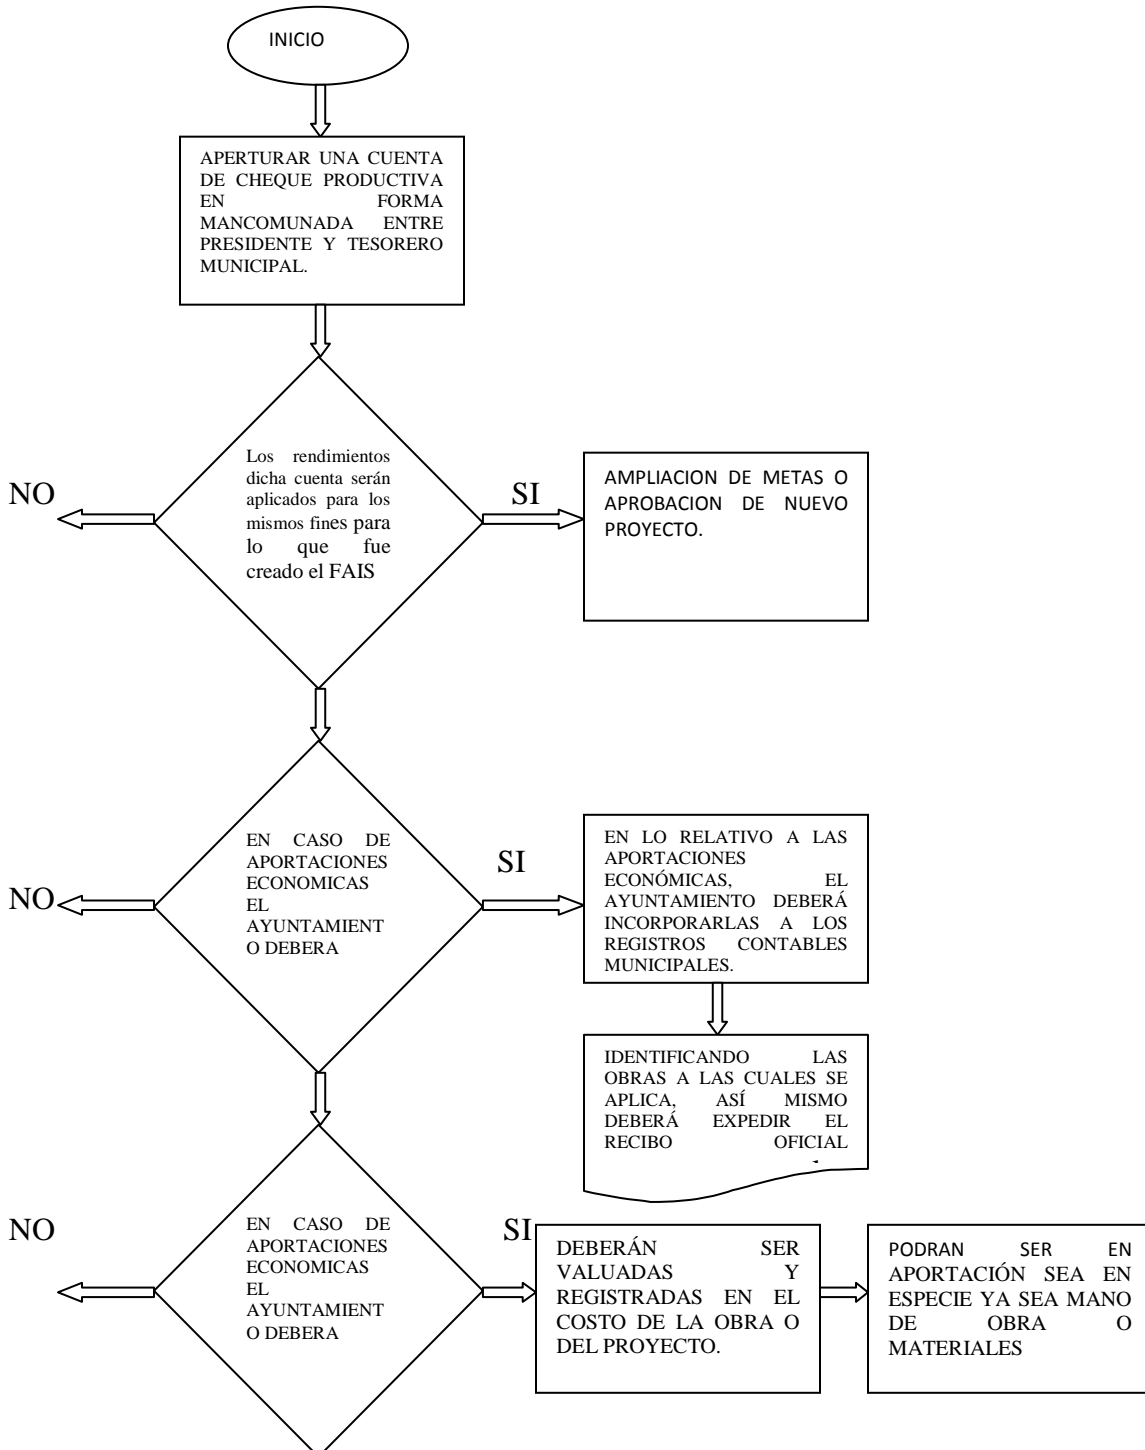 INICIO
APERTURAR UNA CUENTA
DE CHEQUE PRODUCTIVA
EN FORMA
MANCOMUNADA ENTRE
PRESIDENTE Y TESORERO
MUNICIPAL.
Los rendimientos
dicha cuenta serán
aplicados para los
mismos fines para
lo que fue
creado el FAIS
NO
SI
AMPLIACION DE METAS O
APROBACION DE NUEVO
PROYECTO.
EN CASO DE
APORTACIONES
ECONOMICAS
EL
AYUNTAMIENT
O DEBERA
NO
SI
EN LO RELATIVO A LAS
APORTACIONES
ECONÓMICAS, EL
AYUNTAMIENTO DEBERÁ
INCORPORARLAS A LOS
REGISTROS CONTABLES
MUNICIPALES.
IDENTIFICANDO LAS
OBRAS A LAS CUALES SE
APLICA, ASÍ MISMO
DEBERÁ EXPEDIR EL
RECIBO OFICIAL
EN CASO DE
APORTACIONES
ECONOMICAS
EL
AYUNTAMIENT
O DEBERA
NO
SI
DEBERÁN SER
VALUADAS Y
REGISTRADAS EN EL
COSTO DE LA OBRA O
DEL PROYECTO.
PODRAN SER EN
APORTACIÓN SEA EN
ESPECIE YA SEA MANO
DE OBRA O
MATERIALES